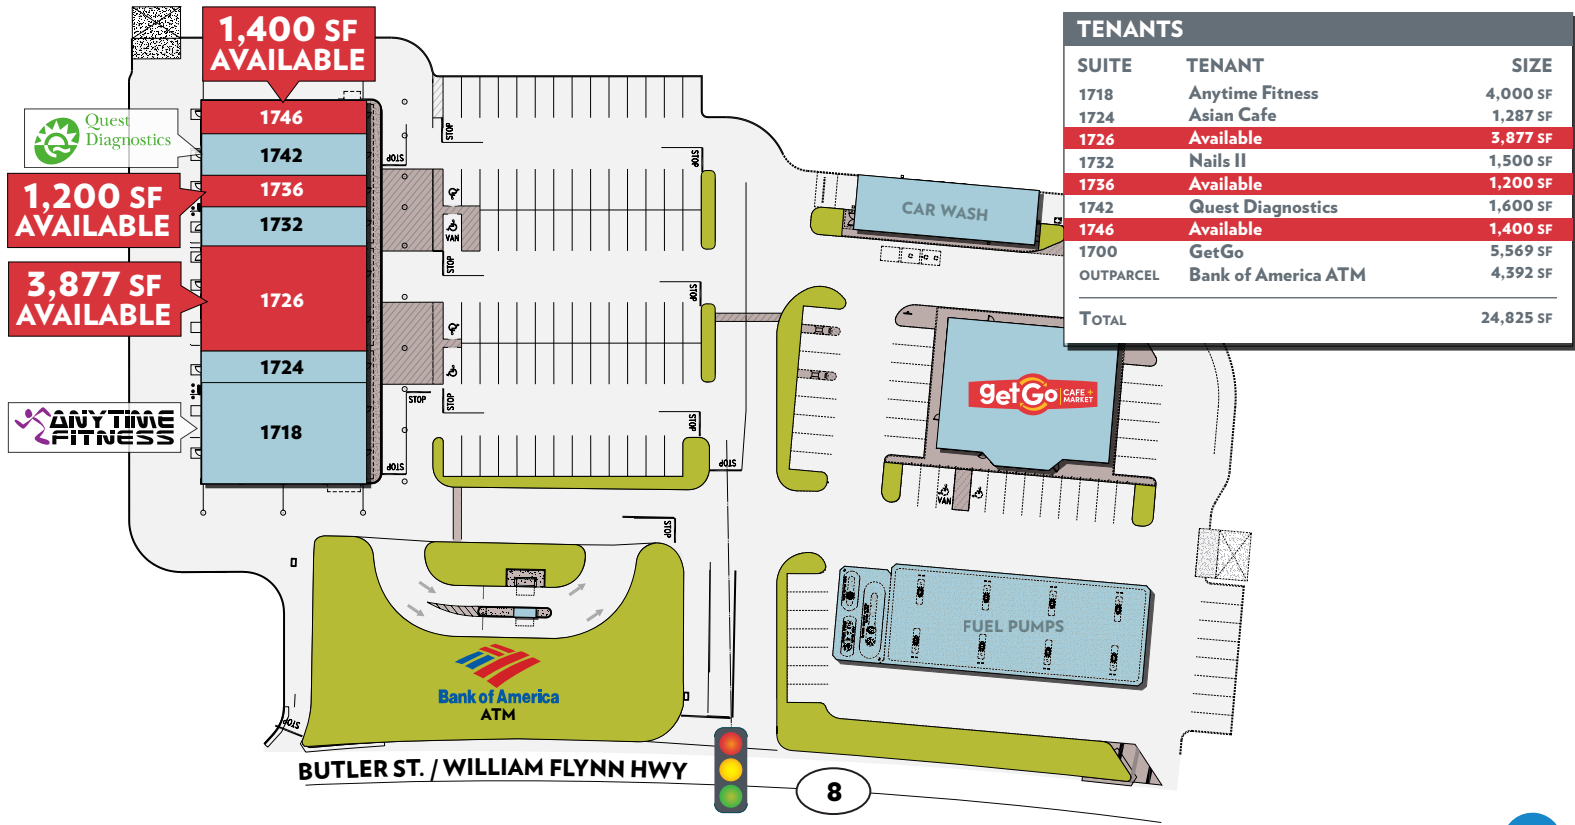 1,400 SF
AVAILABLE
Quest
Diagnostics
1,200 SF
AVAILABLE
3,877 SF
AVAILABLE
ANYTIME
FITNESS
1746
1742
1736
1732
1726
1724
1718
STOP
STOP
STOP
STOP
STOP
STOP
STOP
STOP
STOP
STOP
STOP
STOP
VAN
VAN
CAR WASH
getGo CAFE +
MARKET
FUEL PUMPS
Bank of America
ATM
BUTLER ST. / WILLIAM FLYNN HWY
8
TENANTS
SUITE TENANT SIZE
1718 Anytime Fitness 4,000 SF
1724 Asian Cafe 1,287 SF
1726 Available 3,877 SF
1732 Nails II 1,500 SF
1736 Available 1,200 SF
1742 Quest Diagnostics 1,600 SF
1746 Available 1,400 SF
1700 GetGo 5,569 SF
OUTPARCEL Bank of America ATM 4,392 SF
TOTAL 24,825 SF